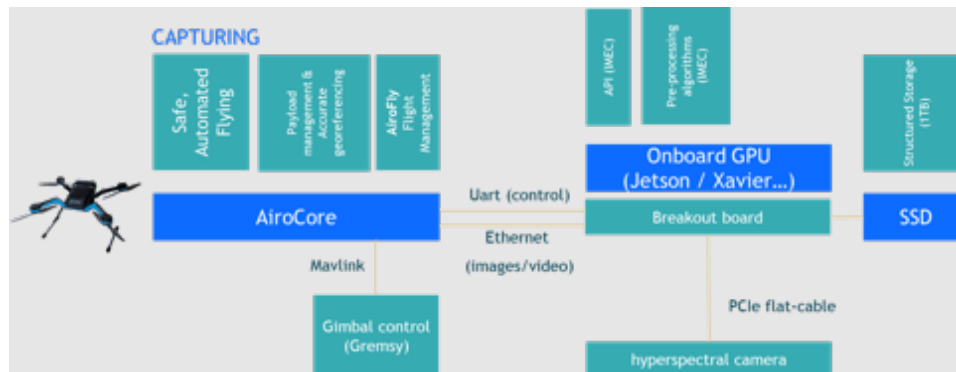 CAPTURING
Safe,
Automated
Flying
Payload
management &
Accurate
georeferencing
AiroFly
Flight
Management
API (IMEC)
Pre-processing
algorithms
(IMEC)
Structured Storage
(1TB)
Onboard GPU
(Jetson / Xavier...)
AiroCore
Uart (control)
Breakout board
SSD
Ethernet
(images/video)
Mavlink
PCIe flat-cable
Gimbal control
(Gremsy)
hyperspectral camera